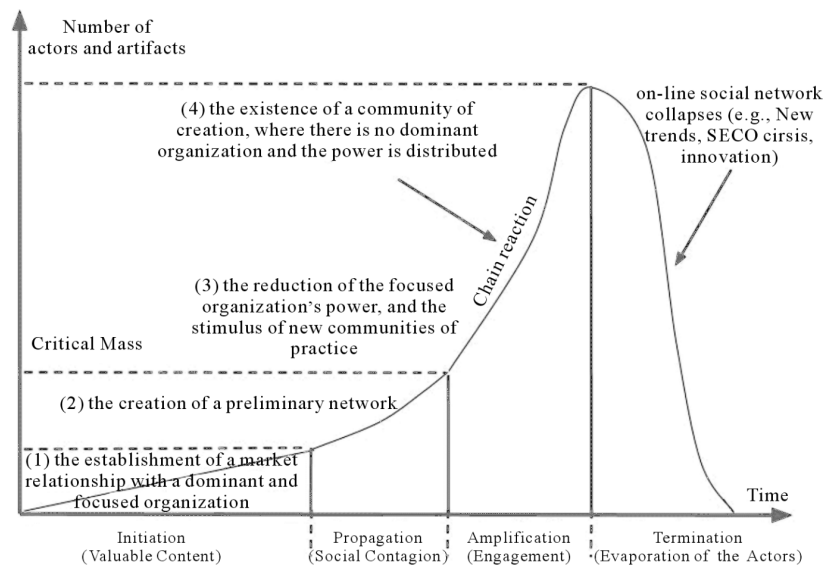 Number of
actors and artifacts
(4) the existence of a community of
creation, where there is no dominant
organization and the power is distributed
on-line social network
collapses (e.g., New
trends, SECO cirsis,
innovation)
Chain reaction
(3) the reduction of the focused
organization's power, and the
stimulus of new communities of
practice
Critical Mass
(2) the creation of a preliminary network
(1) the establishment of a market
relationship with a dominant and
focused organization
Time
Initiation
(Valuable Content)
Propagation
(Social Contagion)
Amplification
(Engagement)
Termination
(Evaporation of the Actors)